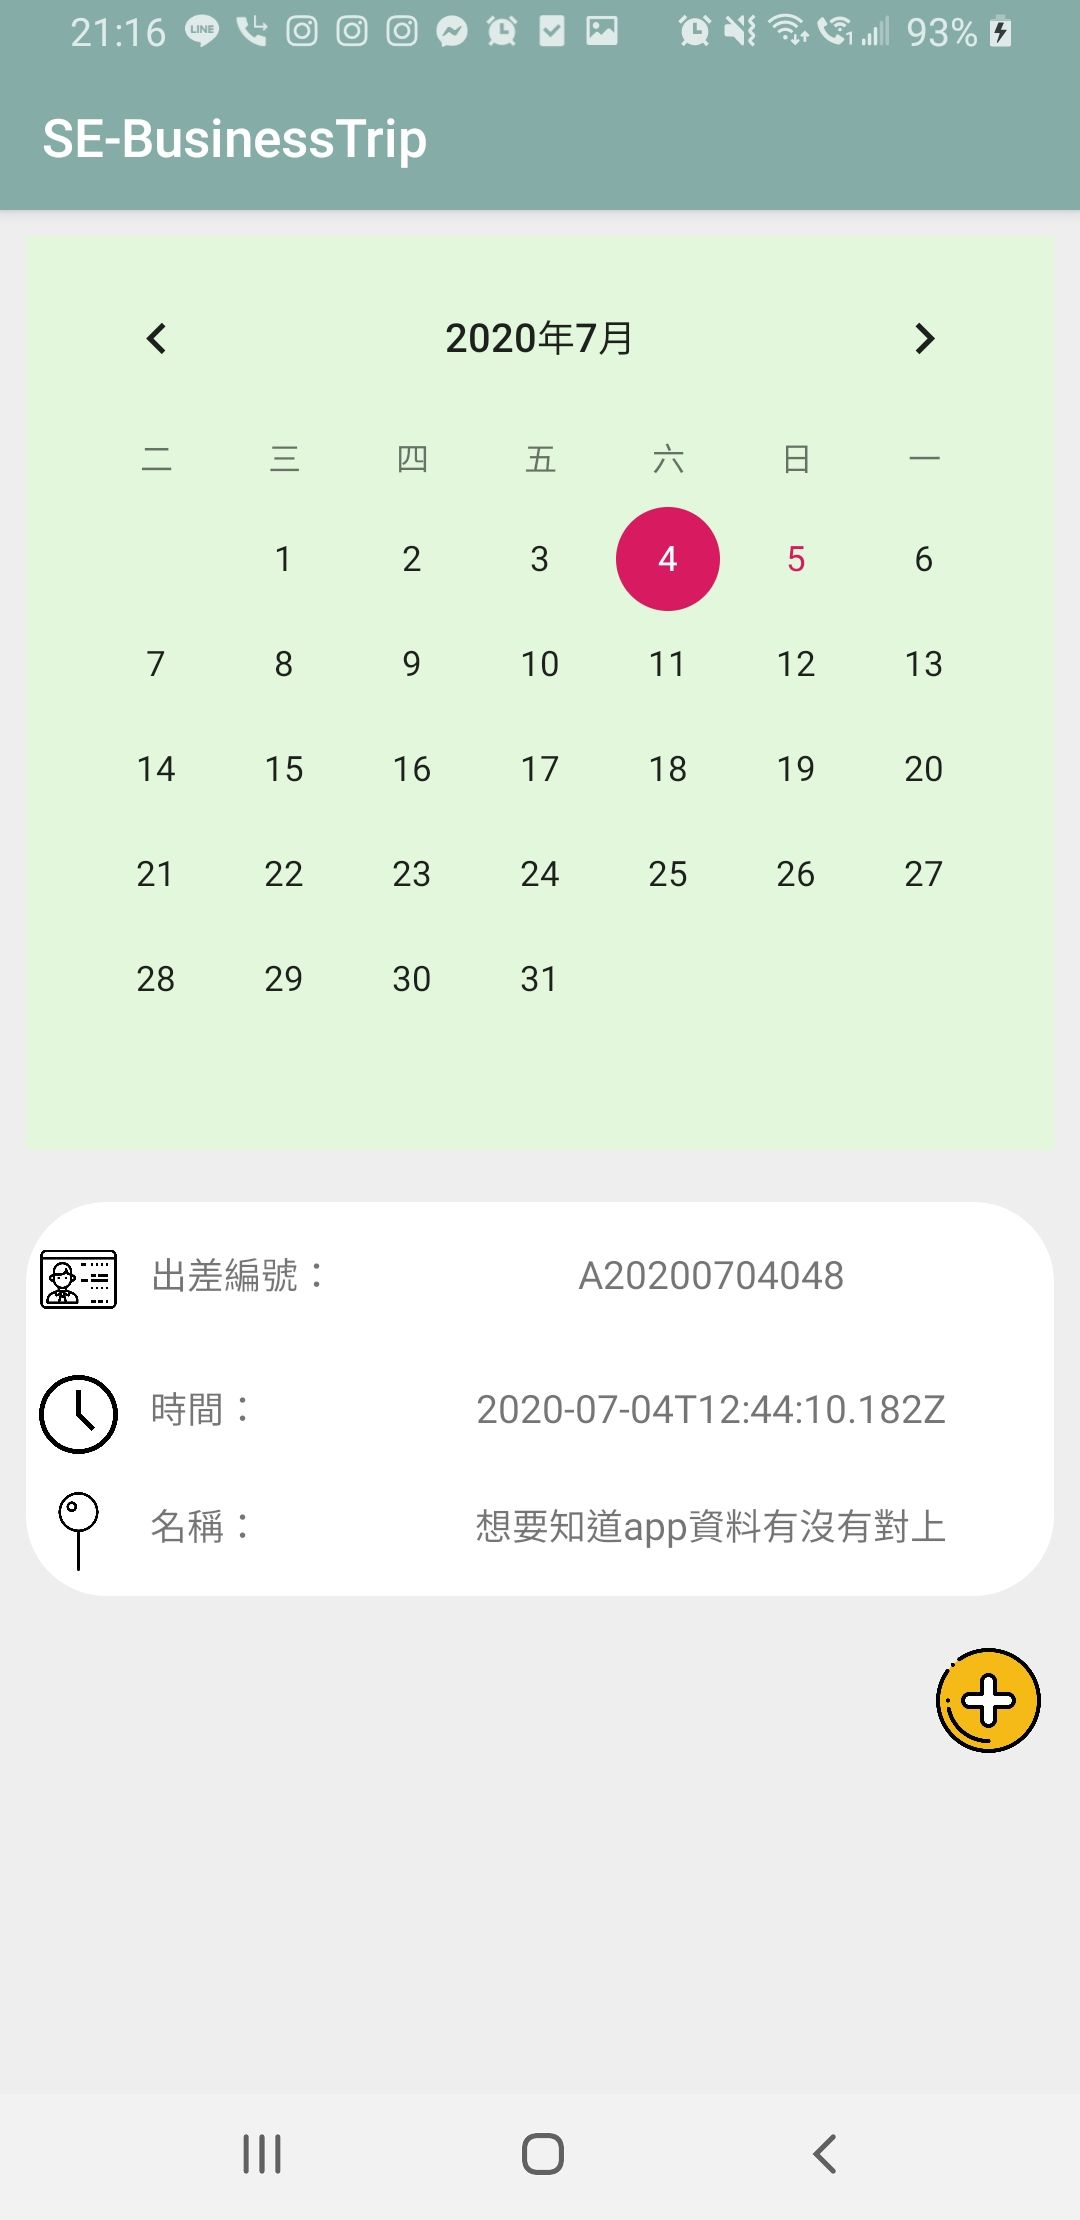 21:16 LINE 93%
SE-BusinessTrip
2020年7月
二 三 四 五 六 日 一
1 2 3 4 5 6
7 8 9 10 11 12 13
14 15 16 17 18 19 20
21 22 23 24 25 26 27
28 29 30 31
出差編號： A20200704048
時間： 2020-07-04T12:44:10.182Z
名稱： 想要知道app資料有沒有對上